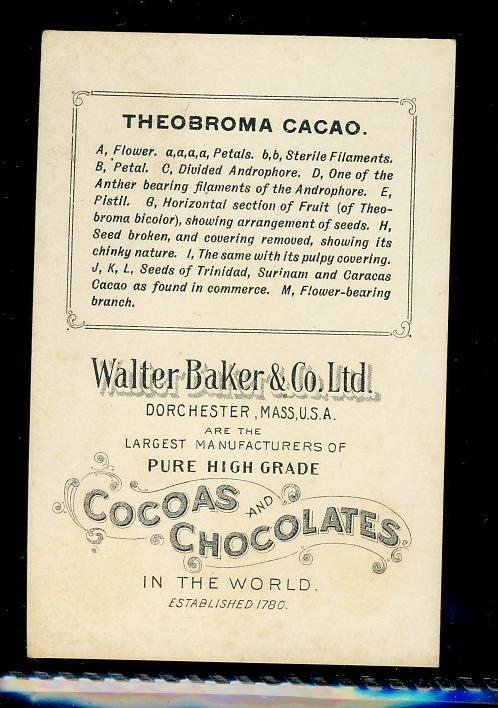 THEOBROMA CACAO.
A, Flower. a,a,a,a, Petals. b,b, Sterile Filaments.
B, Petal. C, Divided Androphore. D, One of the
Anther bearing filaments of the Androphore. E,
Pistil. G, Horizontal section of Fruit (of Theo-
broma bicolor), showing arrangement of seeds. H,
Seed broken, and covering removed, showing its
chinky nature. I, The same with its pulpy covering.
J, K, L, Seeds of Trinidad, Surinam and Caracas
Cacao as found in commerce. M, Flower-bearing
branch.
Walter Baker & Co. Ltd.
DORCHESTER, MASS, U.S.A.
ARE THE
LARGEST MANUFACTURERS OF
PURE HIGH GRADE
COCOAS AND
CHOCOLATES
IN THE WORLD.
ESTABLISHED 1780.